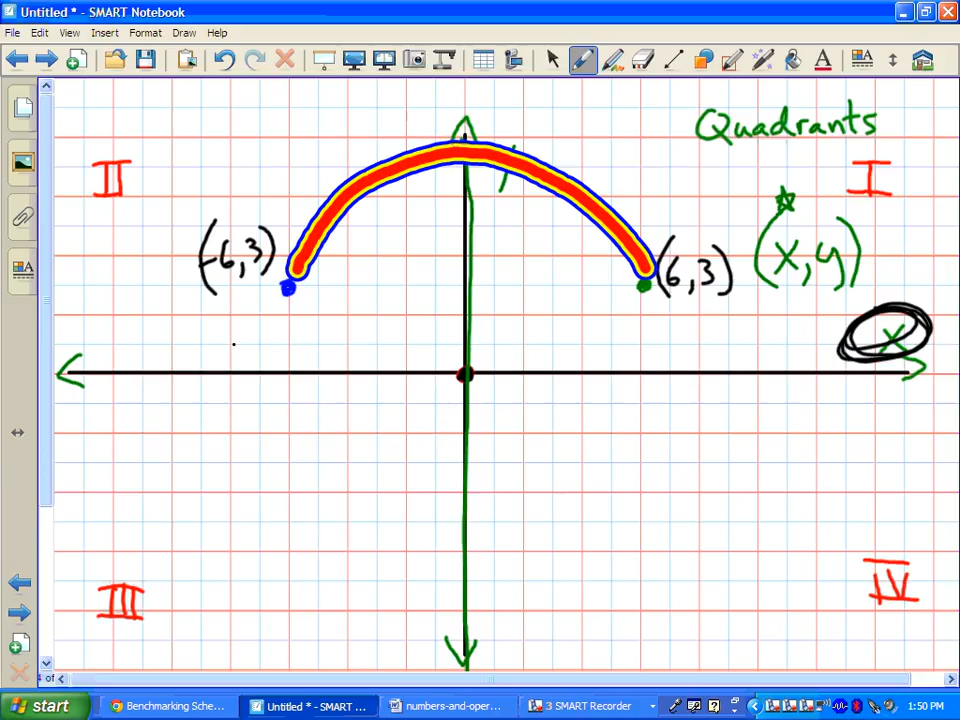 Untitled * - SMART Notebook
File Edit View Insert Format Draw Help
Quadrants
II
I
(-6,3)
(6,3)
(x,y)
x
III
IV
start
Benchmarking Sche...
Untitled * - SMART ...
numbers-and-oper...
3 SMART Recorder
1:50 PM